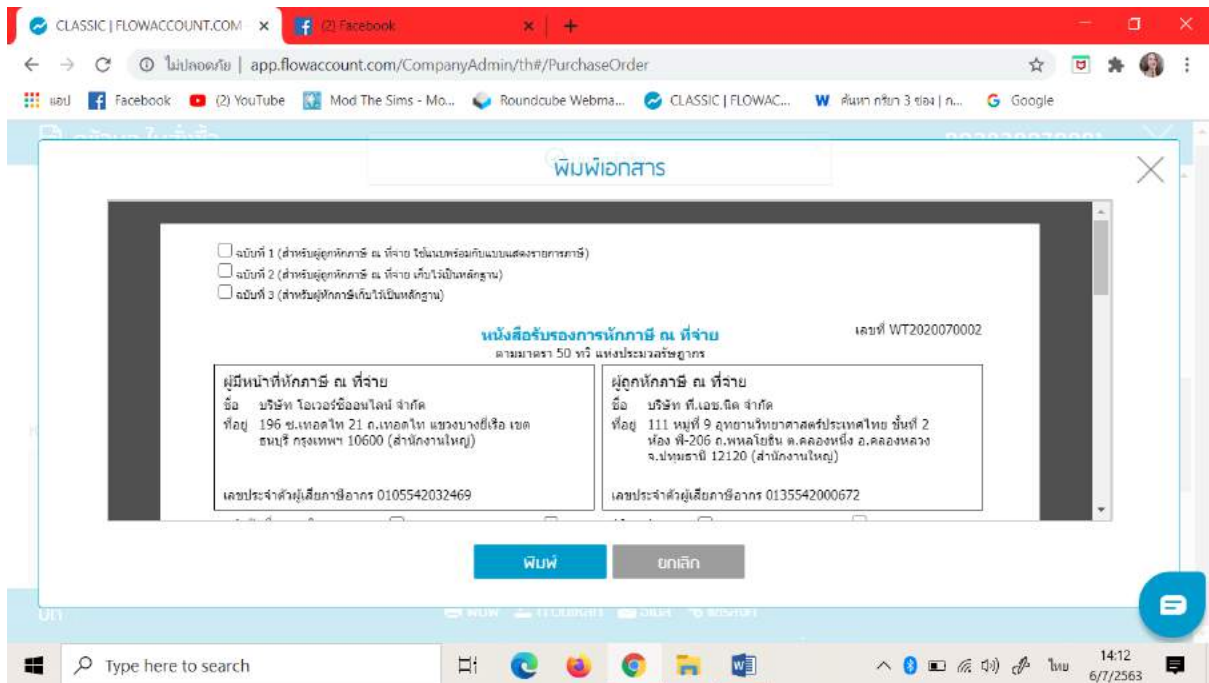 CLASSIC | FLOWACCOUNT.COM
(2) Facebook
ไม่ปลอดภัย | app.flowaccount.com/CompanyAdmin/th#/PurchaseOrder
แอป
Facebook
(2) YouTube
Mod The Sims - Mo...
Roundcube Webma...
CLASSIC | FLOWAC...
ค้นหา กริยา 3 ช่อง | ก...
Google
พิมพ์เอกสาร
ฉบับที่ 1 (สำหรับผู้ถูกหักภาษี ณ ที่จ่าย ใช้แนบพร้อมกับแบบแสดงรายการภาษี)
ฉบับที่ 2 (สำหรับผู้ถูกหักภาษี ณ ที่จ่าย เก็บไว้เป็นหลักฐาน)
ฉบับที่ 3 (สำหรับผู้หักภาษีเก็บไว้เป็นหลักฐาน)
หนังสือรับรองการหักภาษี ณ ที่จ่าย
เลขที่ WT2020070002
ตามมาตรา 50 ทวิ แห่งประมวลรัษฎากร
ผู้มีหน้าที่หักภาษี ณ ที่จ่าย
ชื่อ บริษัท โอเวอร์ซีออนไลน์ จำกัด
ที่อยู่ 196 ซ.เทอดไท 21 ถ.เทอดไท แขวงบางยี่เรือ เขต
ธนบุรี กรุงเทพฯ 10600 (สำนักงานใหญ่)
เลขประจำตัวผู้เสียภาษีอากร 0105542032469
ผู้ถูกหักภาษี ณ ที่จ่าย
ชื่อ บริษัท ที.เอช.นิค จำกัด
ที่อยู่ 111 หมู่ที่ 9 อุทยานวิทยาศาสตร์ประเทศไทย ชั้นที่ 2
ห้อง พี-206 ถ.พหลโยธิน ต.คลองหนึ่ง อ.คลองหลวง
จ.ปทุมธานี 12120 (สำนักงานใหญ่)
เลขประจำตัวผู้เสียภาษีอากร 0135542000672
พิมพ์
ยกเลิก
Type here to search
ไทย
14:12
6/7/2563